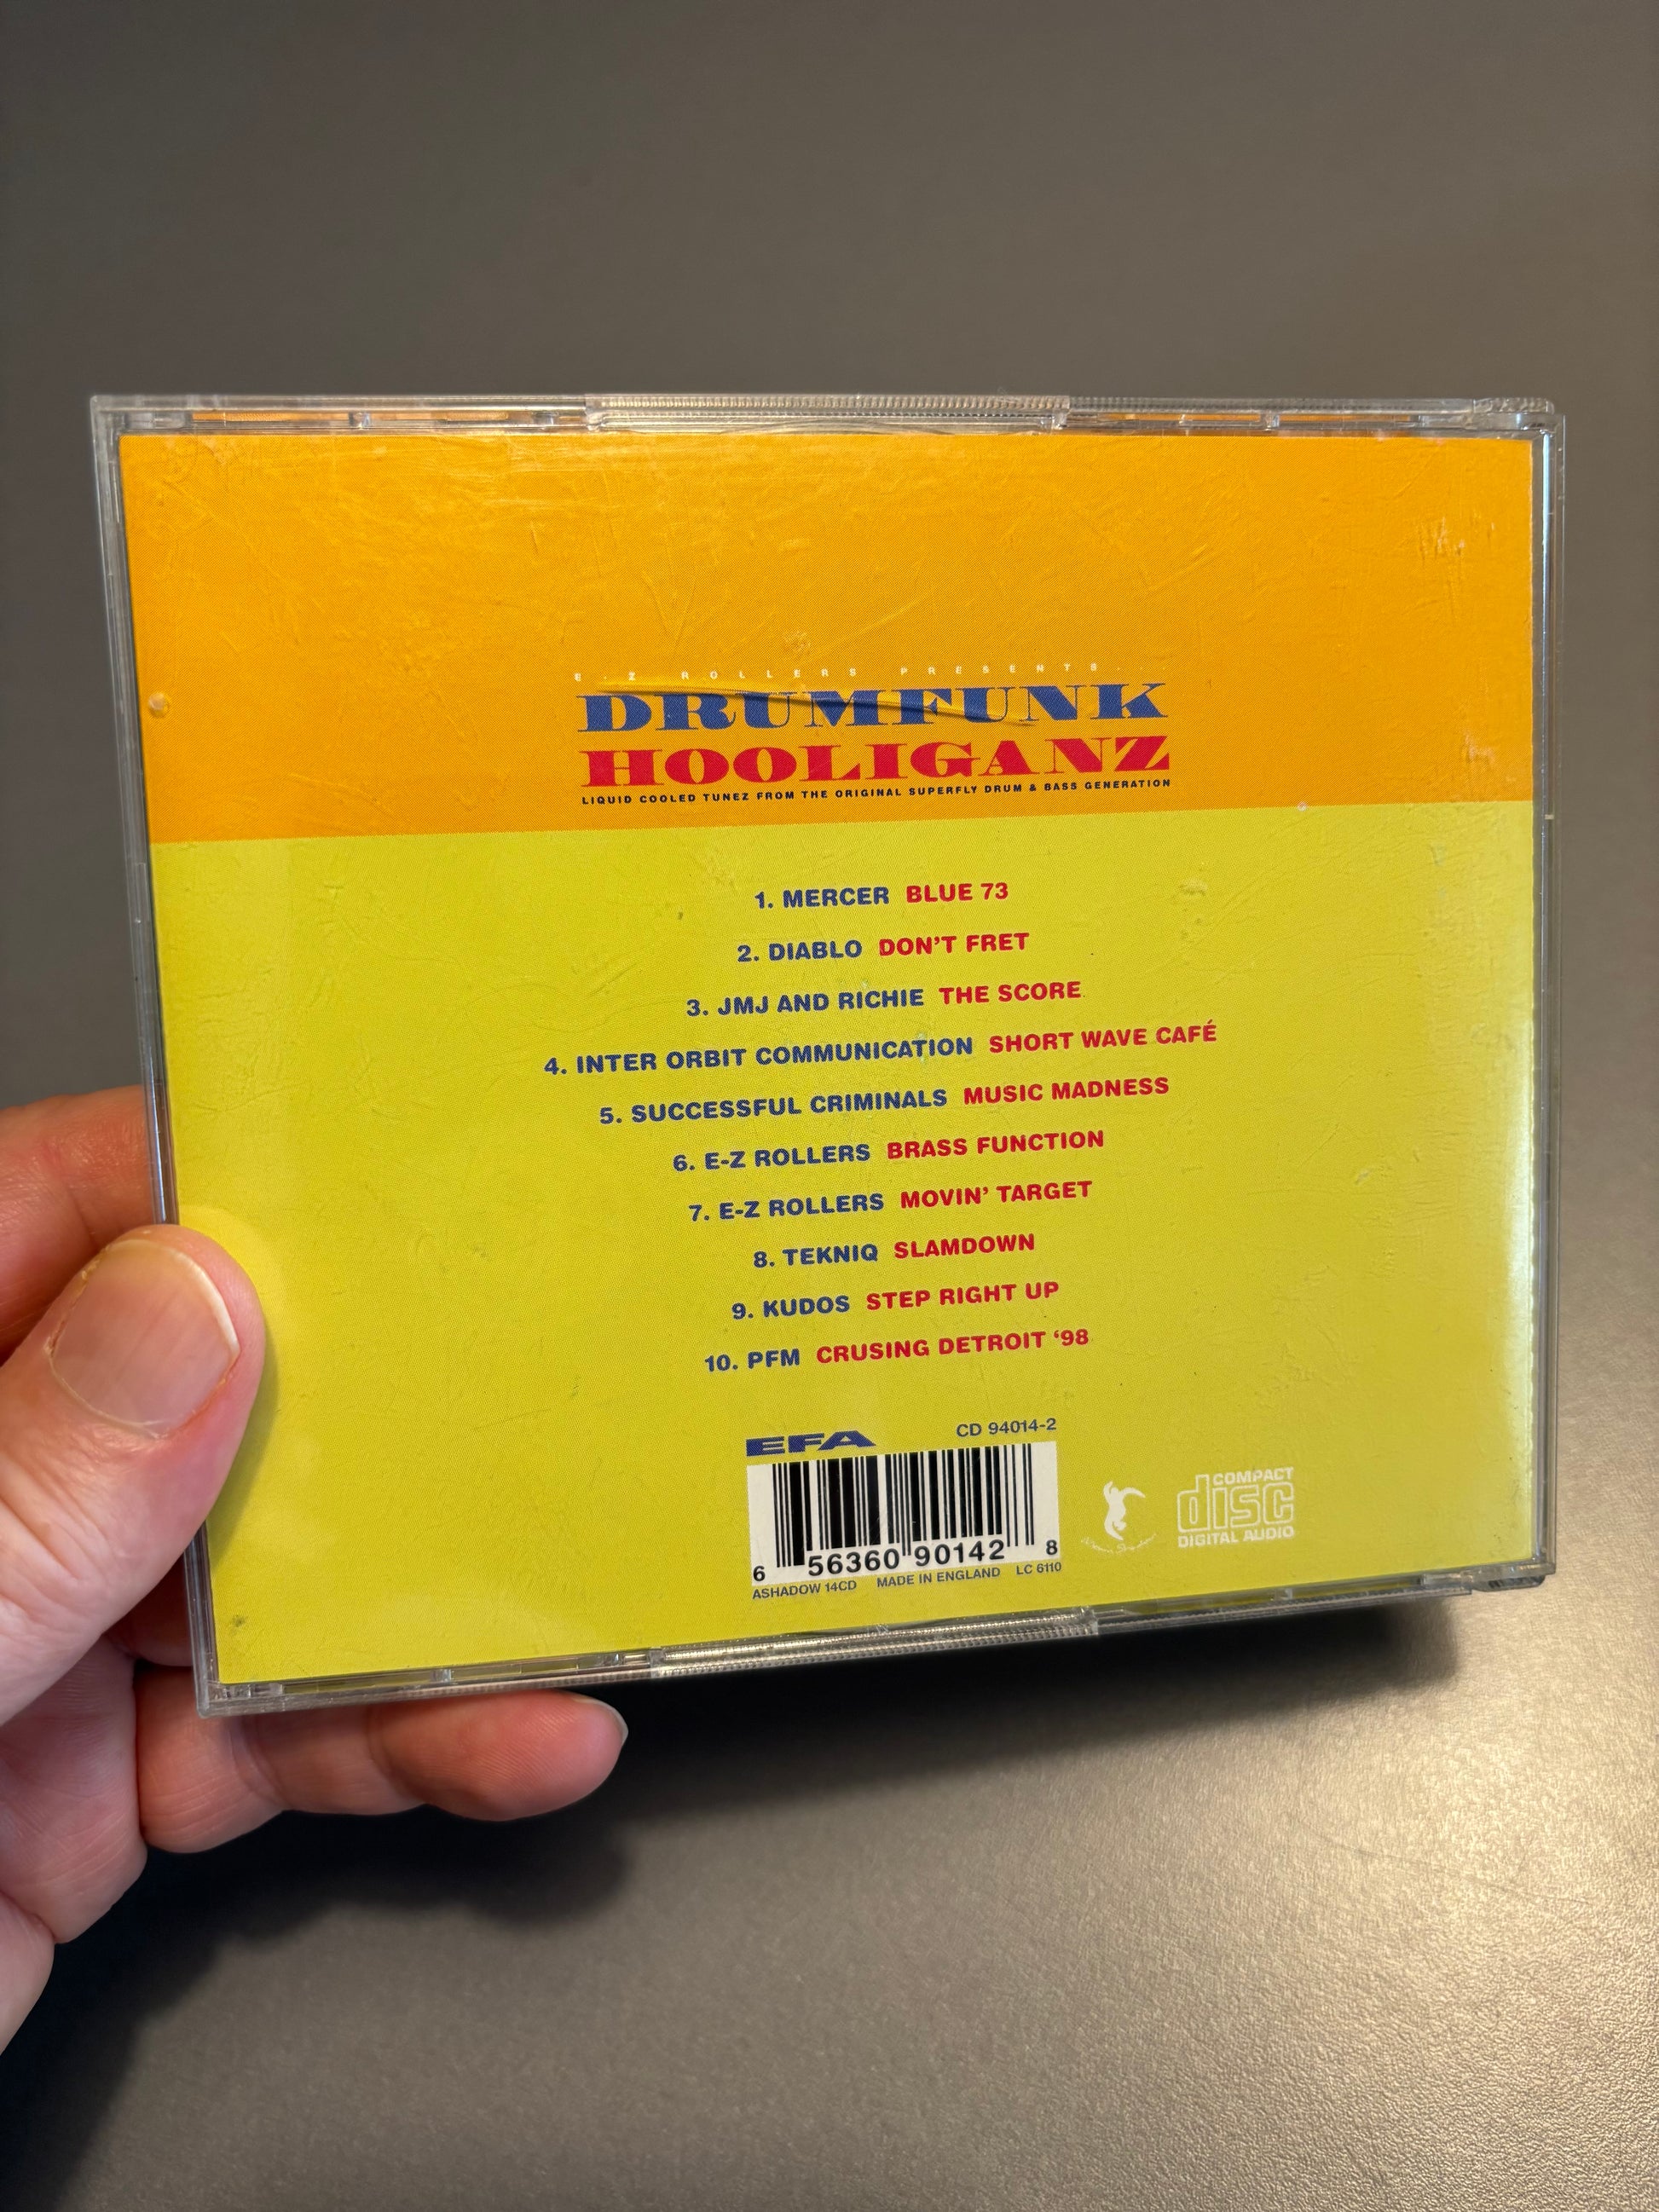 E-Z ROLLERS PRESENTS...
DRUMFUNK
HOOLIGANZ
LIQUID COOLED TUNEZ FROM THE ORIGINAL SUPERFLY DRUM & BASS GENERATION
1. MERCER BLUE 73
2. DIABLO DON'T FRET
3. JMJ AND RICHIE THE SCORE
4. INTER ORBIT COMMUNICATION SHORT WAVE CAFÉ
5. SUCCESSFUL CRIMINALS MUSIC MADNESS
6. E-Z ROLLERS BRASS FUNCTION
7. E-Z ROLLERS MOVIN' TARGET
8. TEKNIQ SLAMDOWN
9. KUDOS STEP RIGHT UP
10. PFM CRUSING DETROIT '98
EFA CD 94014-2
6 56360 90142 8
ASHADOW 14CD MADE IN ENGLAND LC 6110
COMPACT
disc
DIGITAL AUDIO